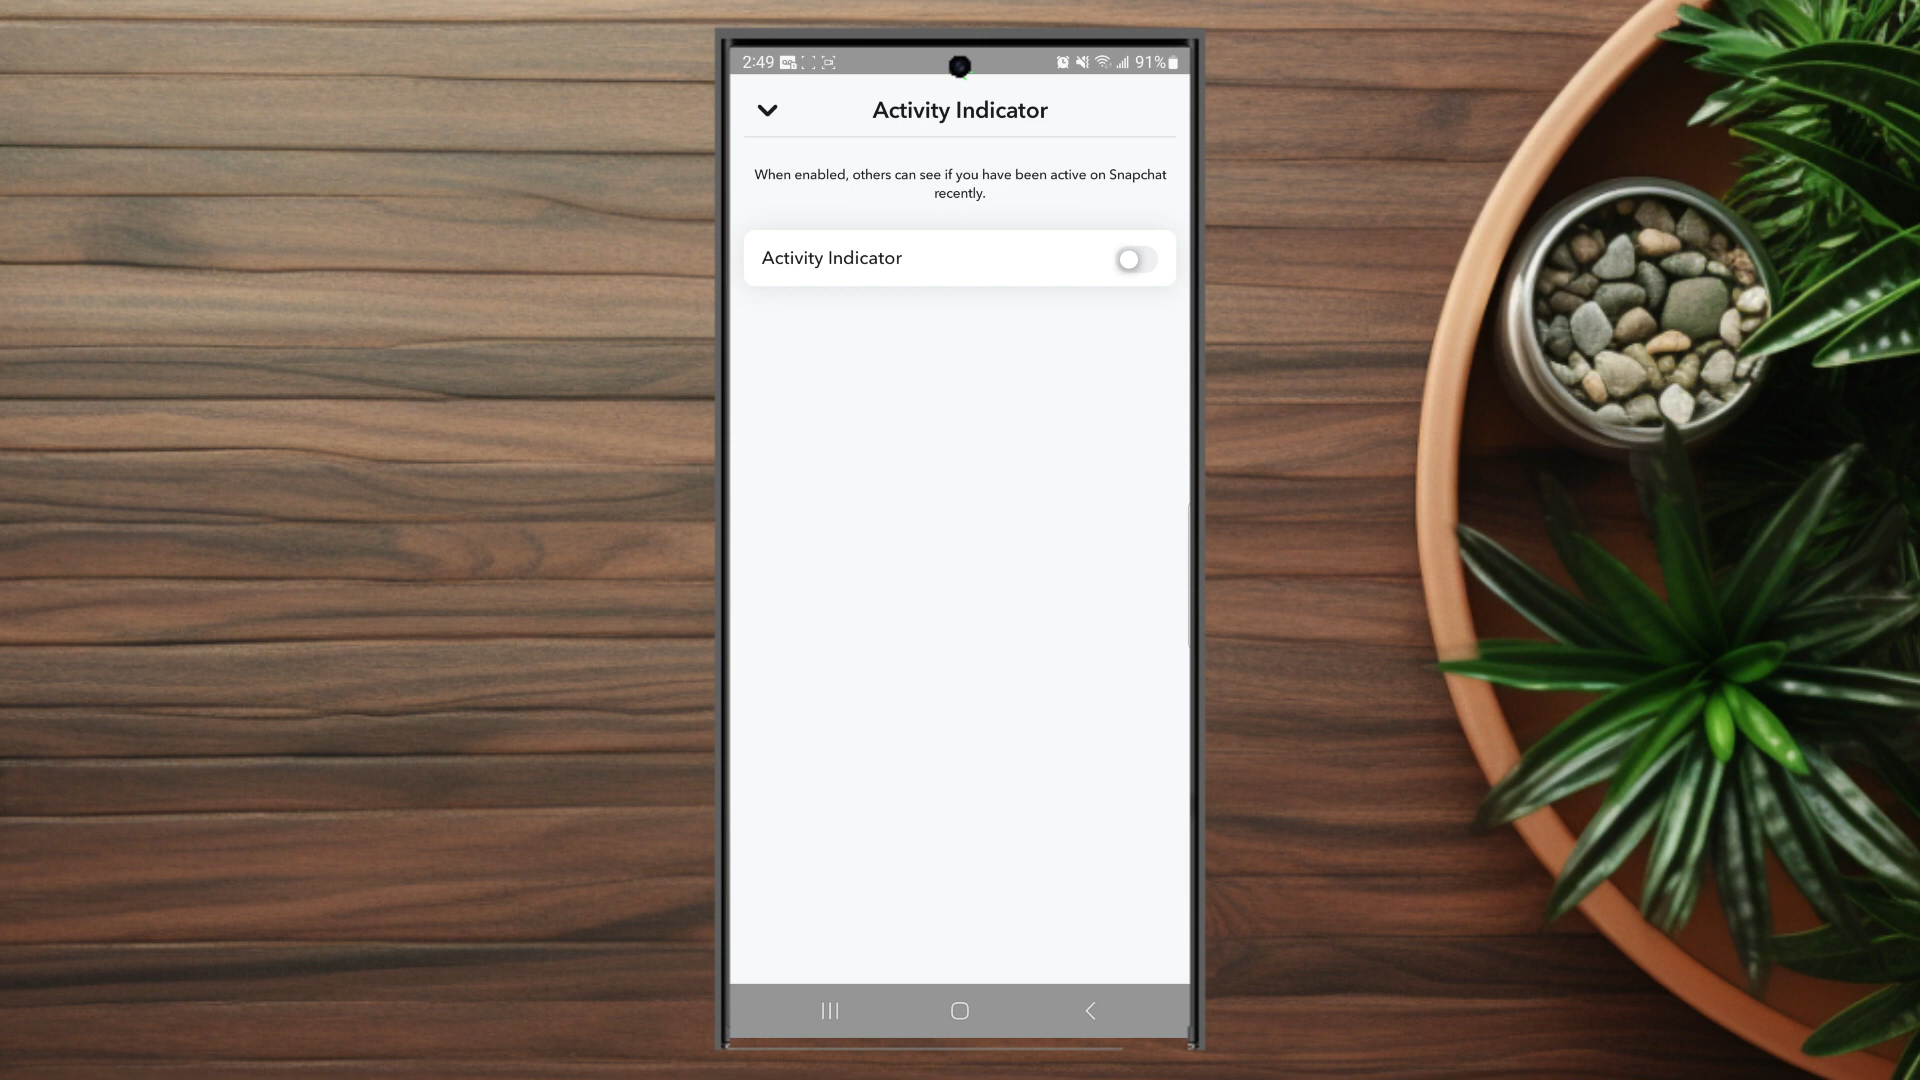 2:49 91%
Activity Indicator
When enabled, others can see if you have been active on Snapchat
recently.
Activity Indicator